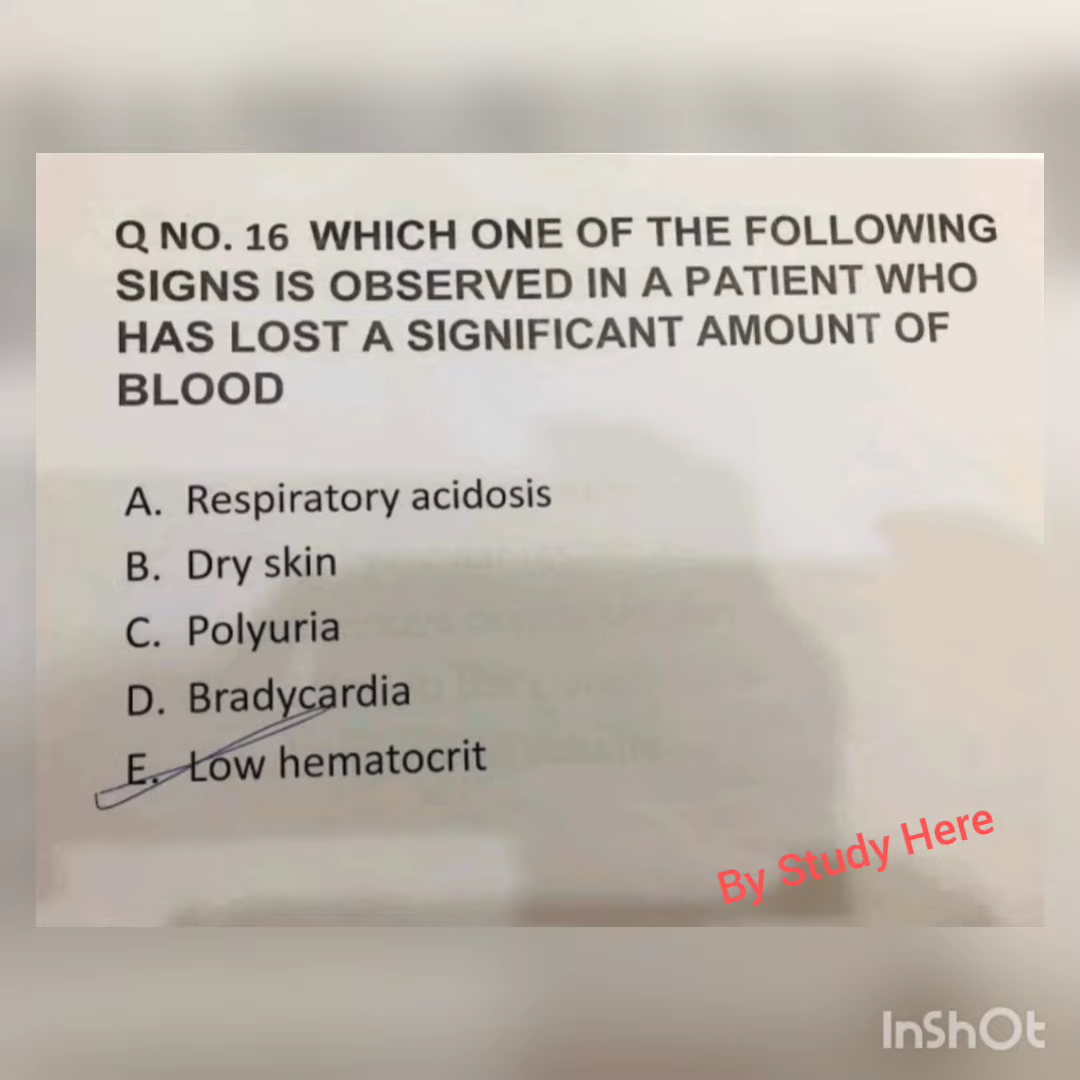 Q NO. 16 WHICH ONE OF THE FOLLOWING
SIGNS IS OBSERVED IN A PATIENT WHO
HAS LOST A SIGNIFICANT AMOUNT OF
BLOOD
A. Respiratory acidosis
B. Dry skin
C. Polyuria
D. Bradycardia
E. Low hematocrit
By Study Here
InShOt